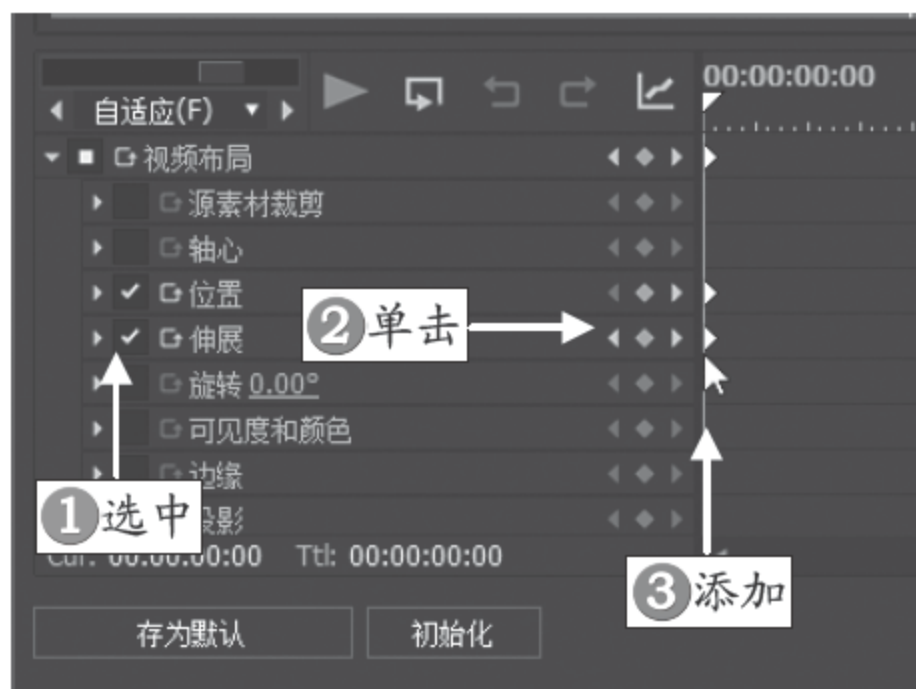 00:00:00:00
自适应(F)
视频布局
源素材裁剪
轴心
位置
伸展
2 单击
旋转 0.00°
可见度和颜色
边缘
1 选中
投影
Cur: 00:00:00:00 Ttl: 00:00:00:00
3 添加
存为默认 初始化